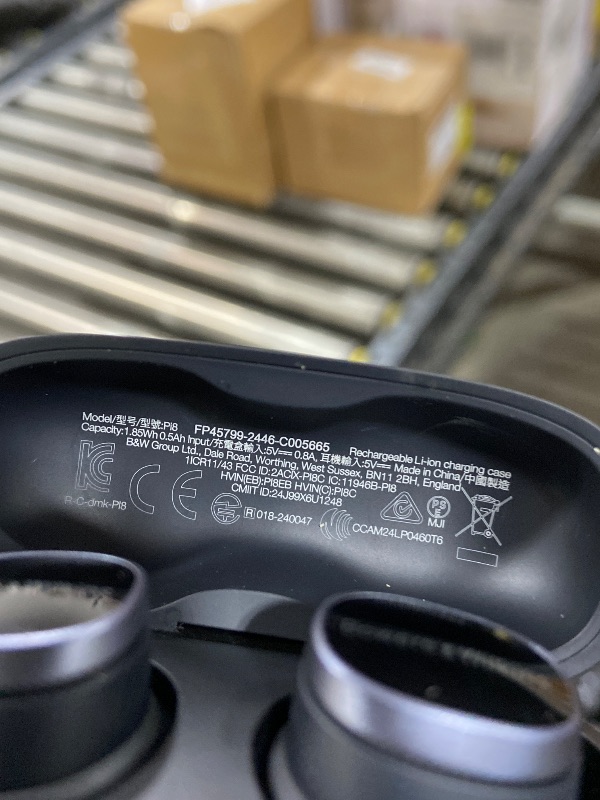 Model/型号/型號:Pi8 FP45799-2446-C005665 Rechargeable Li-ion charging case
Capacity:1.85Wh 0.5Ah Input/充電盒輸入:5V⎓ 0.8A, 耳機輸入:5V⎓ Made in China/中國製造
B&W Group Ltd., Dale Road, Worthing, West Sussex, BN11 2BH, England
1ICR11/43 FCC ID:2ACIX-PI8C IC:11946B-PI8
HVIN(EB):PI8EB HVIN(C):PI8C
CMIIT ID:24J99X6U1248
R-C-dmk-PI8
R 018-240047
CCAM24LP0460T6
PS
E
MJI